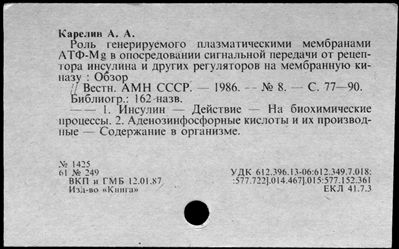 Карелив А. А.
Роль генерируемого плазматическими мембранами
АТФ-Mg в опосредовании сигнальной передачи от рецеп-
тора инсулина и других регуляторов на мембранную ки-
назу : Обзор
// Вестн. АМН СССР. — 1986. -- № 8. — С. 77—90.
Библиогр.: 162 назв.
— — 1. Инсулин — Действие — На биохимические
процессы. 2. Аденозинфосфорные кислоты и их производ-
ные — Содержание в организме.
№ 1425
61 № 249
УДК 612.396.13-06:612.349.7.018:
ВКП и ГМБ 12.01.87
:577.722].014.467].015:577.152.361
Изд-во «Книга»
ЕКЛ 41.7.3